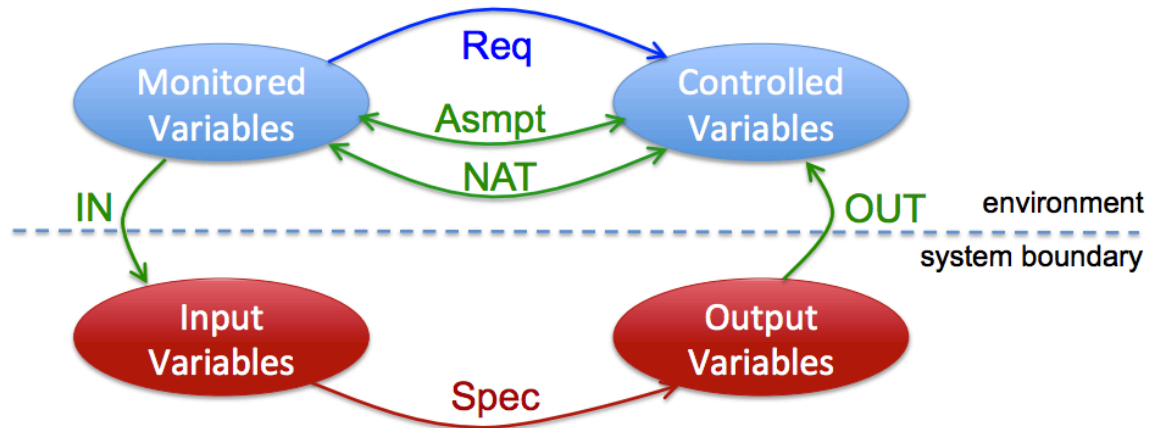 Req
Monitored
Variables
Controlled
Variables
Asmpt
NAT
IN
OUT
environment
system boundary
Input
Variables
Output
Variables
Spec